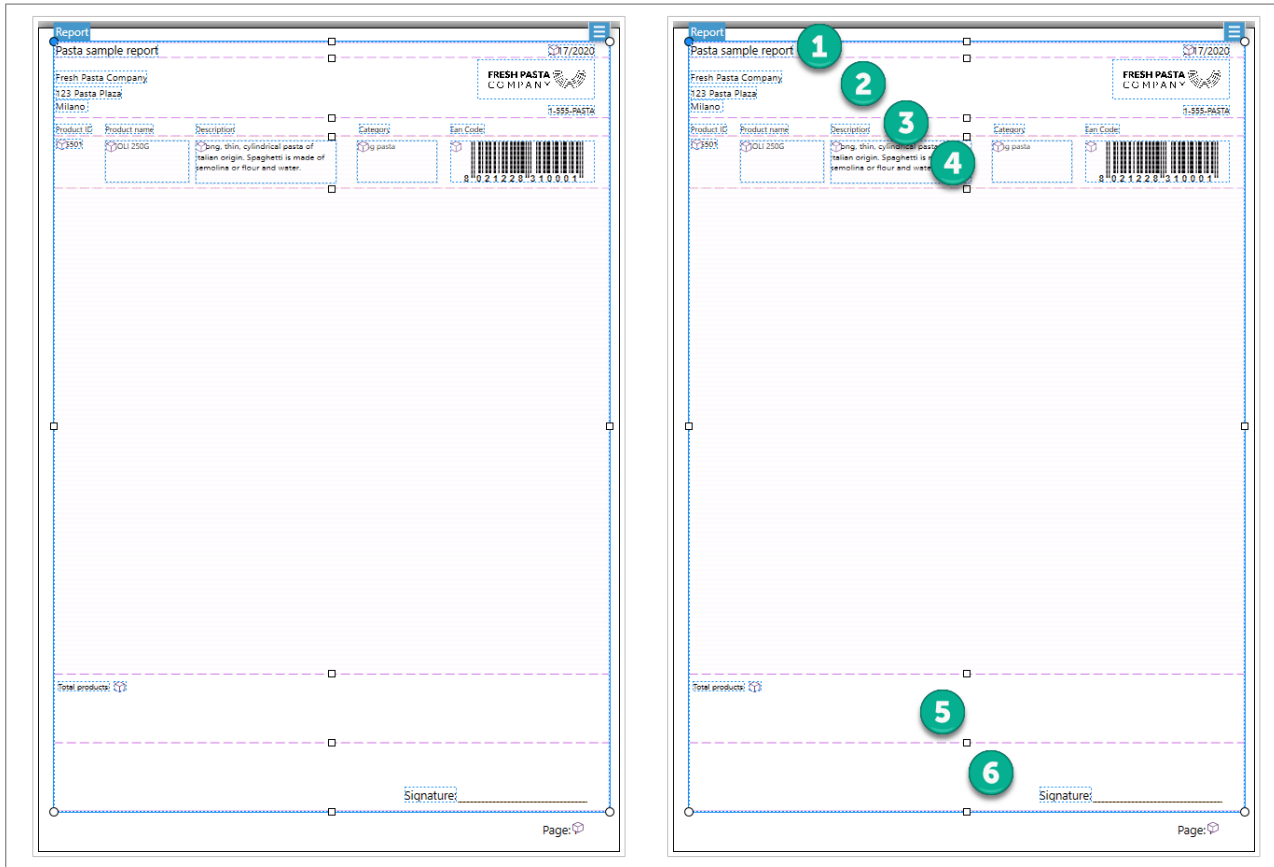 Report
Pasta sample report
17/2020
Fresh Pasta Company
FRESH PASTA
COMPANY
123 Pasta Plaza
Milano
1-555-PASTA
Product ID Product name Description Category Ean Code:
5501 OLI 250G ong, thin, cylindrical pasta of g pasta
italian origin. Spaghetti is made of
semolina or flour and water.
8 021228 310001
Total products:
Signature:
Page:
Report
Pasta sample report 1
17/2020
2
Fresh Pasta Company
FRESH PASTA
COMPANY
123 Pasta Plaza
Milano
1-555-PASTA
3
Product ID Product name Description Category Ean Code:
5501 OLI 250G ong, thin, cylindrical pasta g pasta
italian origin. Spaghetti is
semolina or flour and water
4
8 021228 310001
Total products:
5
6
Signature:
Page: